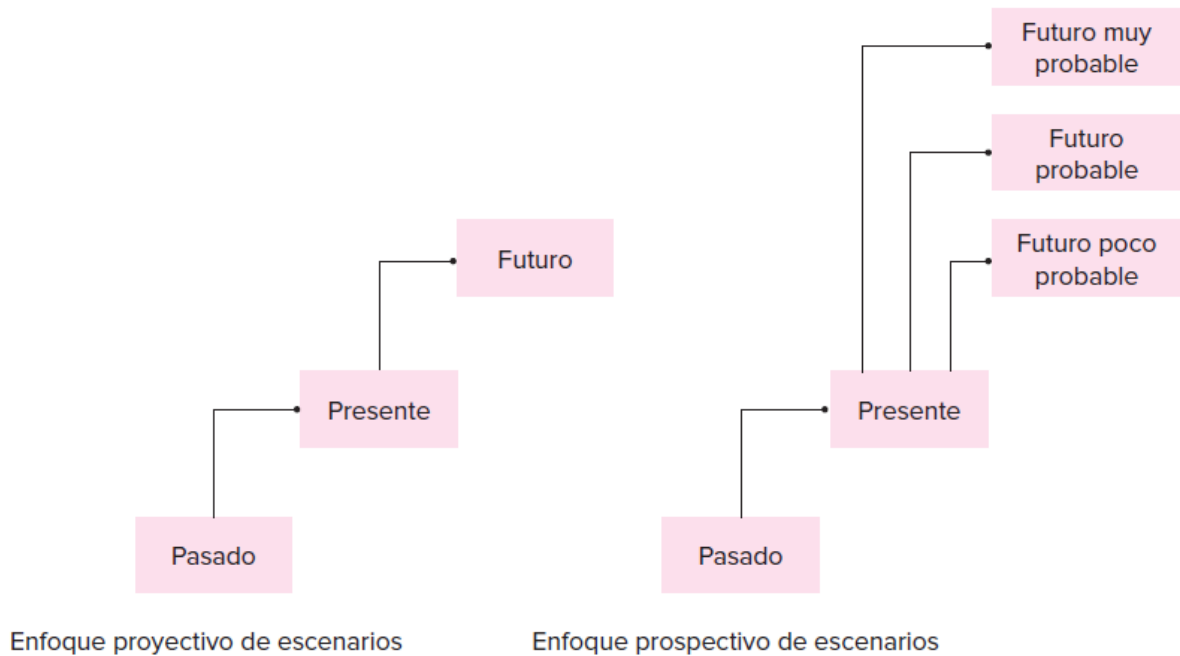 Futuro muy
probable
Futuro
probable
Futuro
Futuro poco
probable
Presente
Presente
Pasado
Pasado
Enfoque proyectivo de escenarios
Enfoque prospectivo de escenarios